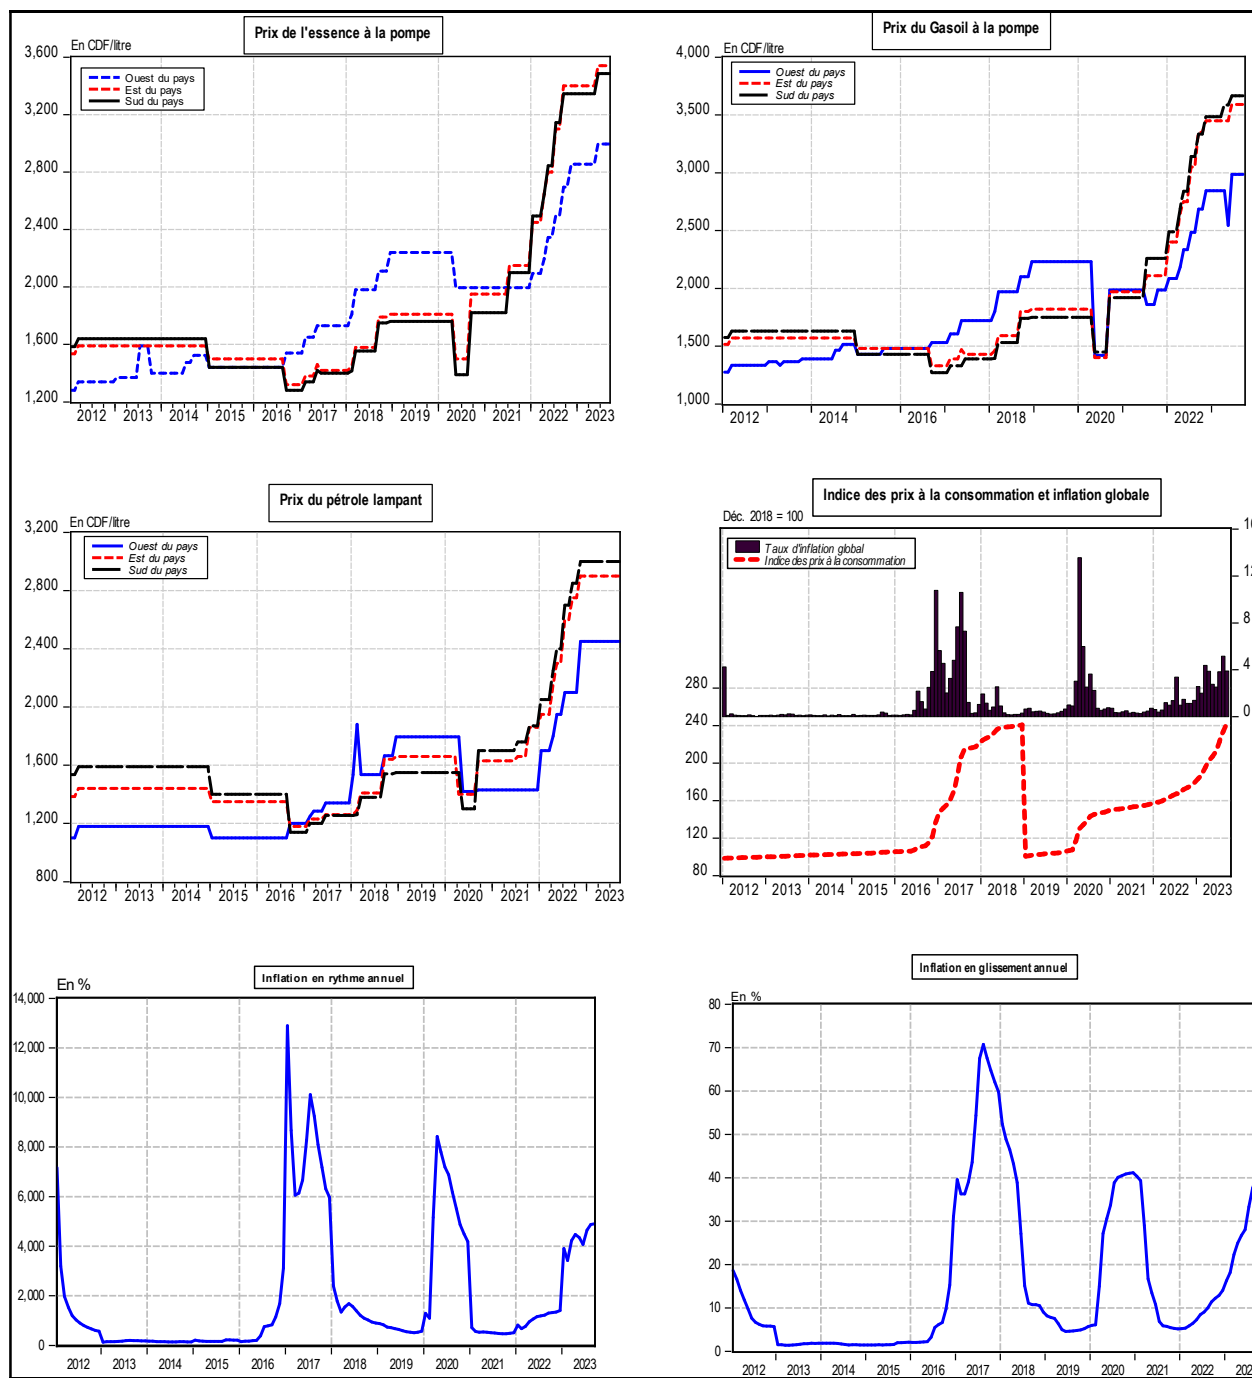 Prix de l'essence à la pompe
En CDF/litre
3,600
3,200
2,800
2,400
2,000
1,600
1,200
Ouest du pays
Est du pays
Sud du pays
2012 2013 2014 2015 2016 2017 2018 2019 2020 2021 2022 2023
Prix du Gasoil à la pompe
En CDF/litre
4,000
3,500
3,000
2,500
2,000
1,500
1,000
Ouest du pays
Est du pays
Sud du pays
2012 2014 2016 2018 2020 2022
Prix du pétrole lampant
En CDF/litre
3,200
2,800
2,400
2,000
1,600
1,200
800
Ouest du pays
Est du pays
Sud du pays
2012 2013 2014 2015 2016 2017 2018 2019 2020 2021 2022 2023
Indice des prix à la consommation et inflation globale
Déc. 2018 = 100
Taux d'inflation global
Indice des prix à la consommation
16
12
8
4
0
280
240
200
160
120
80
2012 2013 2014 2015 2016 2017 2018 2019 2020 2021 2022 2023
Inflation en rythme annuel
En %
14,000
12,000
10,000
8,000
6,000
4,000
2,000
0
2012 2013 2014 2015 2016 2017 2018 2019 2020 2021 2022 2023
Inflation en glissement annuel
En %
80
70
60
50
40
30
20
10
0
2012 2013 2014 2015 2016 2017 2018 2019 2020 2021 2022